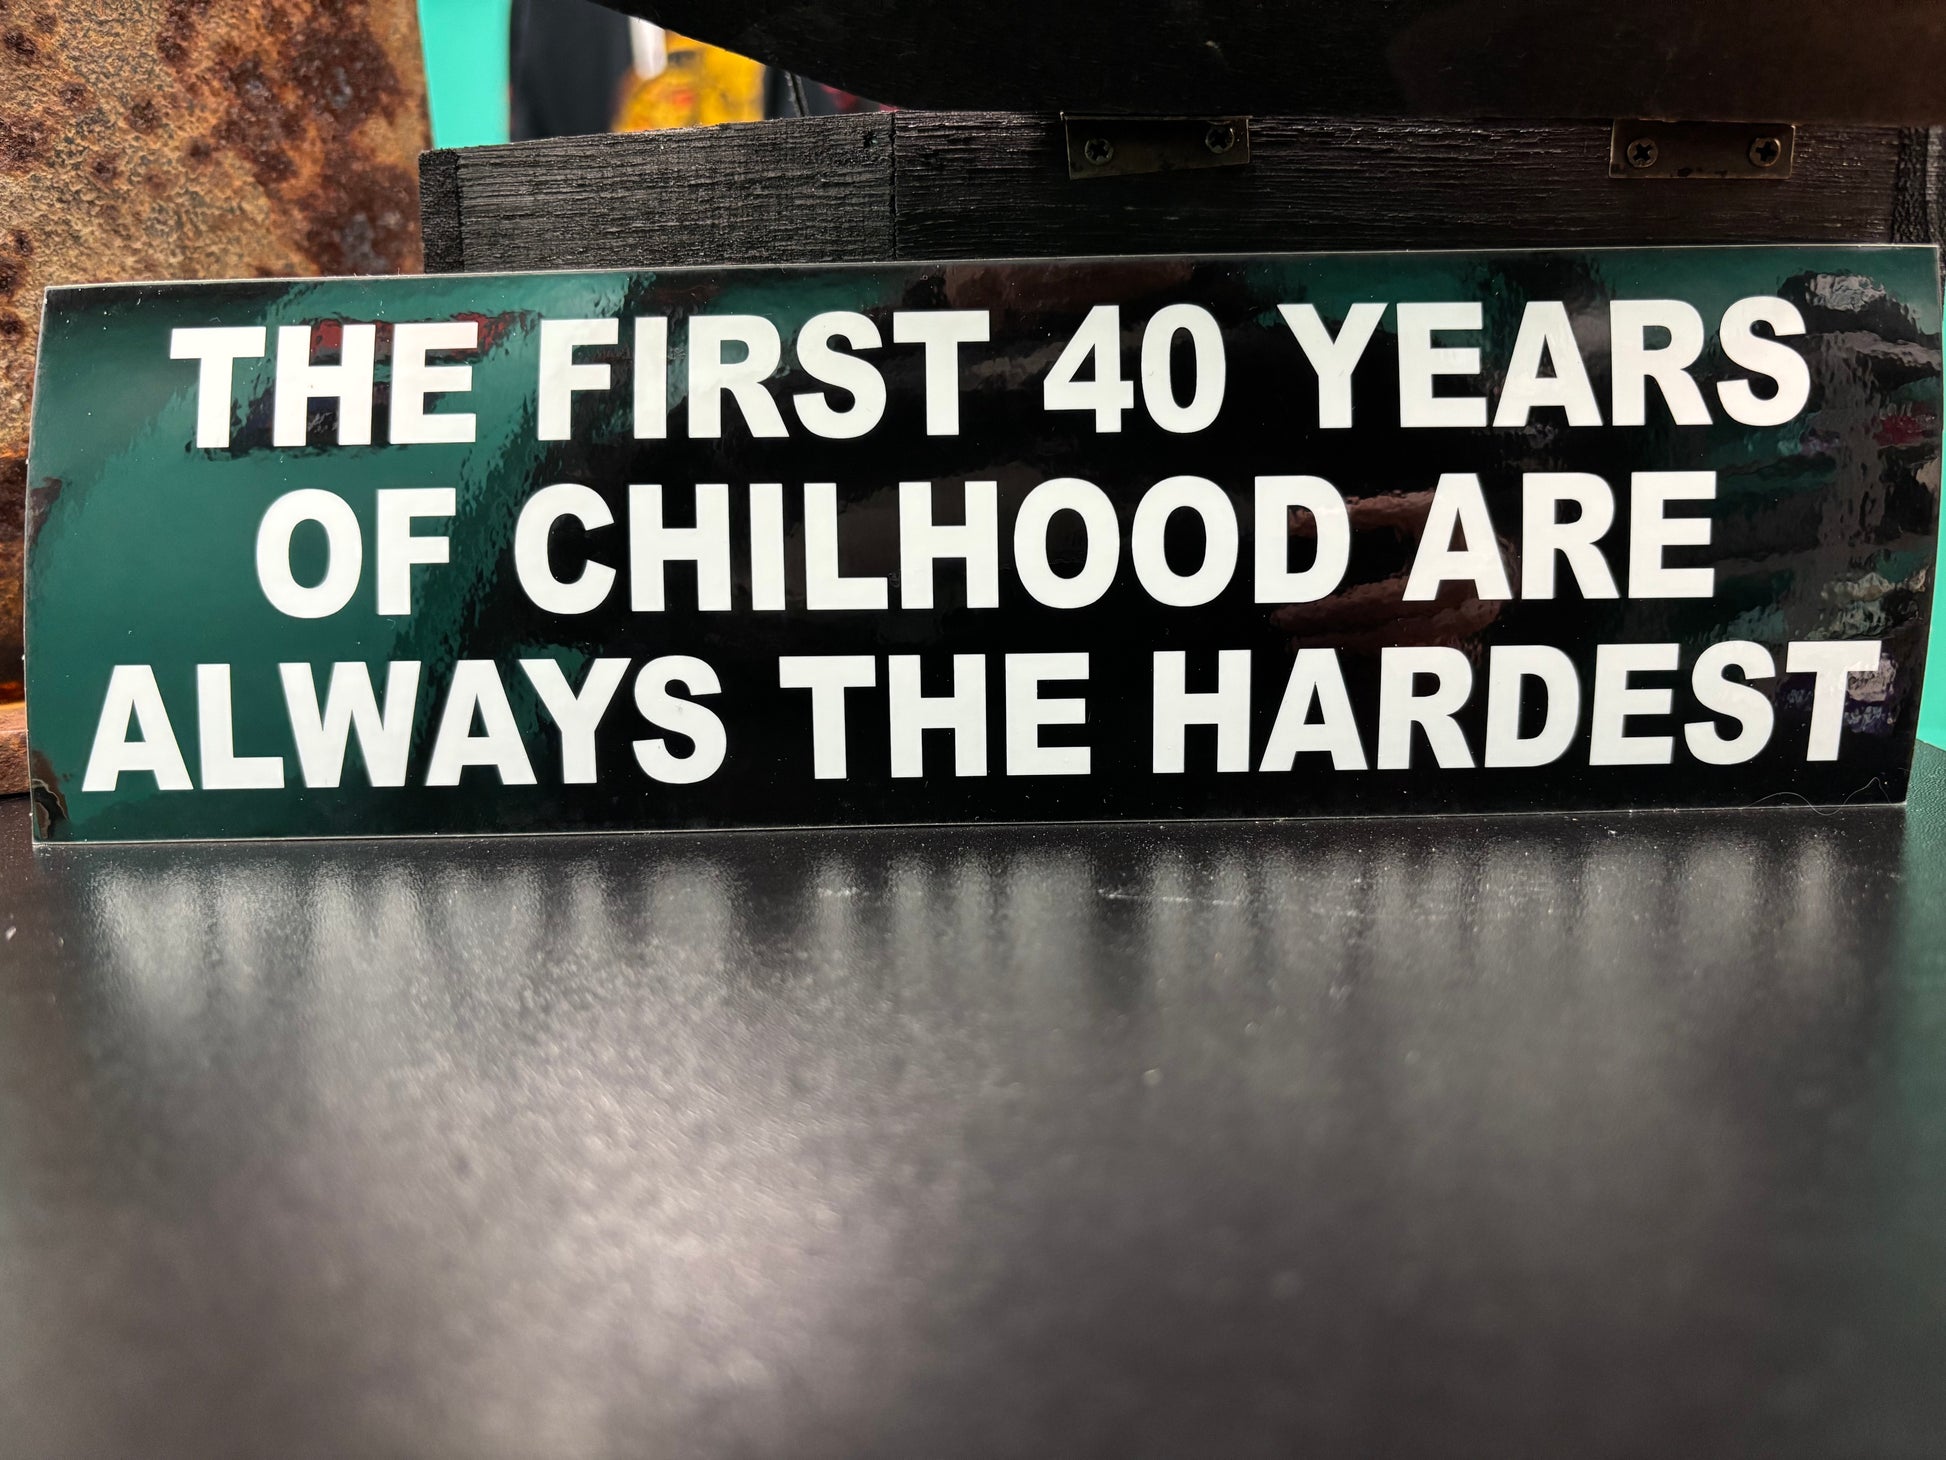 THE FIRST 40 YEARS
OF CHILHOOD ARE
ALWAYS THE HARDEST